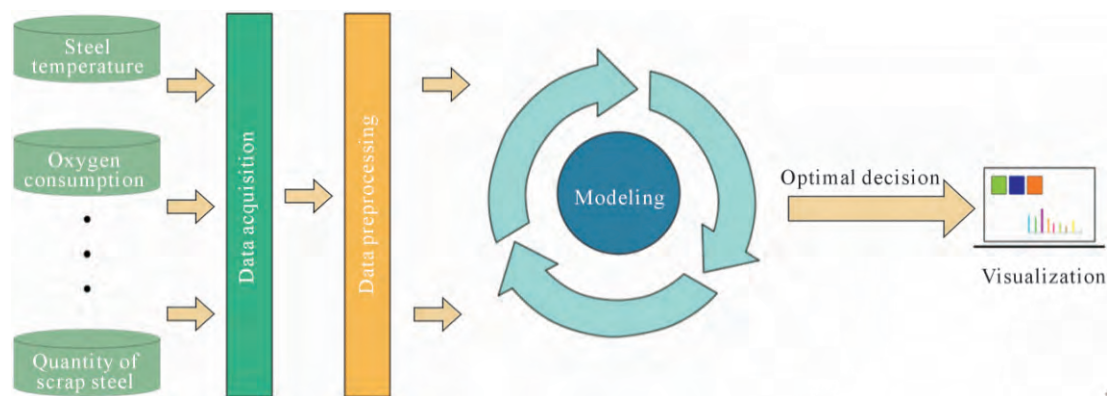 Steel
temperature
Oxygen
consumption
Quantity of
scrap steel
Data acquisition
Data preprocessing
Modeling
Optimal decision
Visualization